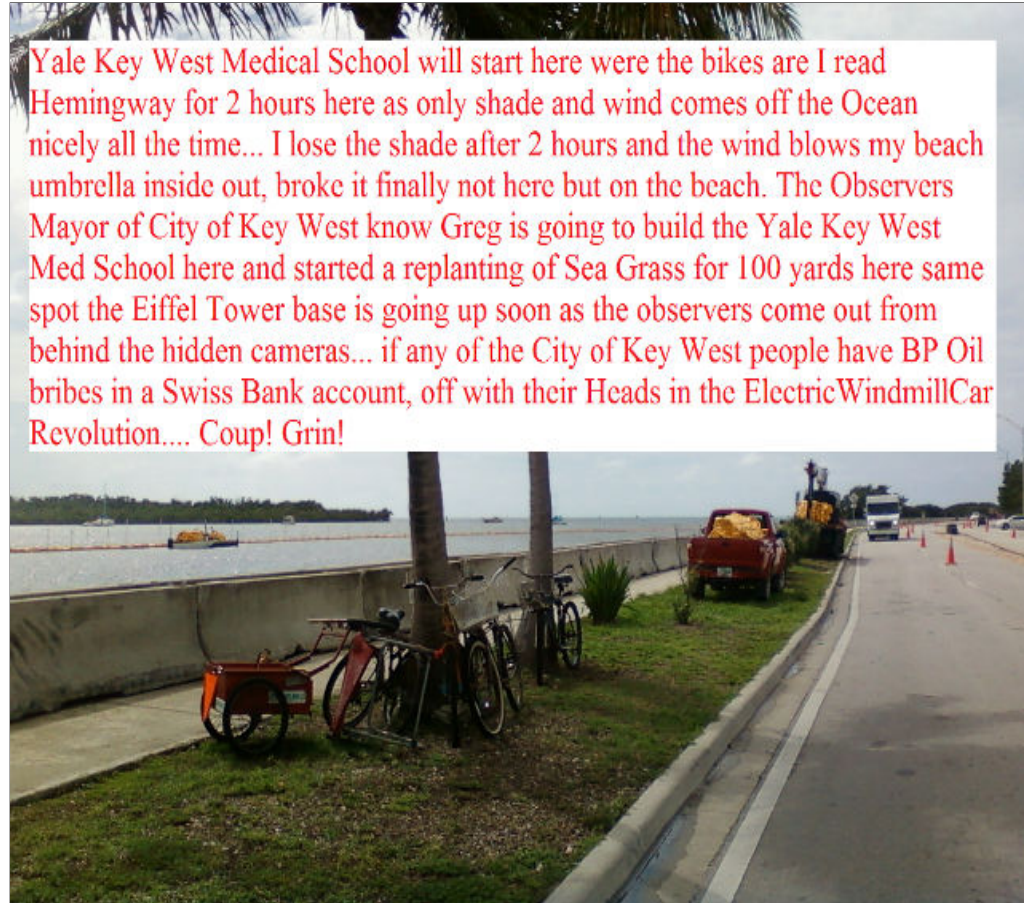 Yale Key West Medical School will start here were the bikes are I read
Hemingway for 2 hours here as only shade and wind comes off the Ocean
nicely all the time... I lose the shade after 2 hours and the wind blows my beach
umbrella inside out, broke it finally not here but on the beach. The Observers
Mayor of City of Key West know Greg is going to build the Yale Key West
Med School here and started a replanting of Sea Grass for 100 yards here same
spot the Eiffel Tower base is going up soon as the observers come out from
behind the hidden cameras... if any of the City of Key West people have BP Oil
bribes in a Swiss Bank account, off with their Heads in the ElectricWindmillCar
Revolution.... Coup! Grin!